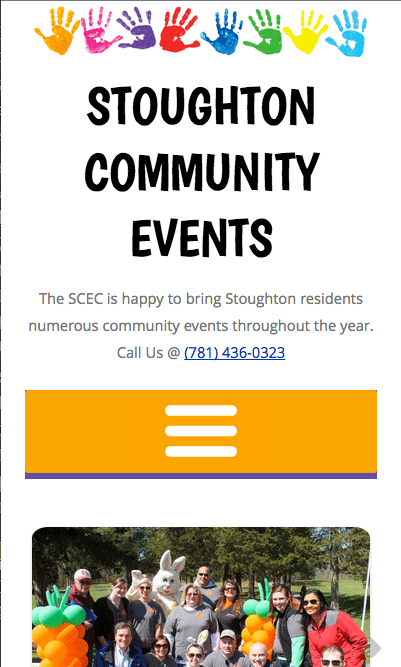 STOUGHTON
COMMUNITY
EVENTS
The SCEC is happy to bring Stoughton residents
numerous community events throughout the year.
Call Us @ (781) 436-0323